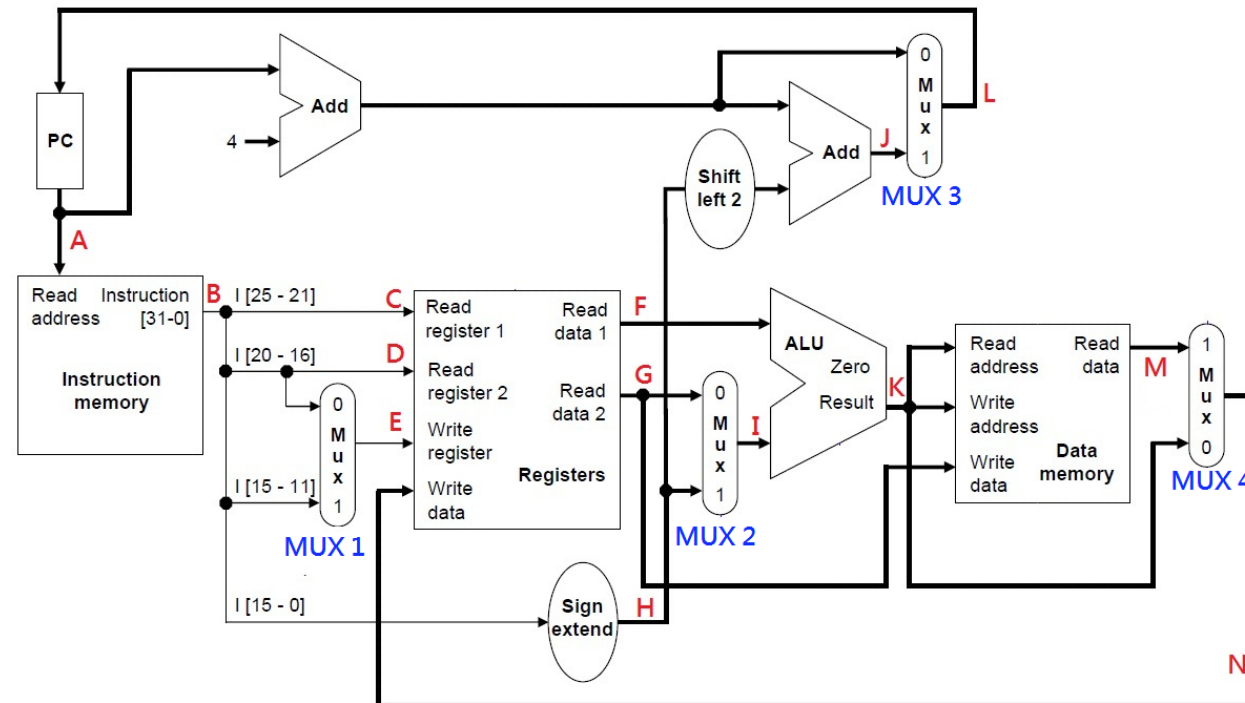 PC
Add
4
Shift
left 2
Add
J
0
M
u
x
1
L
MUX 3
A
Read
address
Instruction
[31-0]
Instruction
memory
B
I [25 - 21]
I [20 - 16]
I [15 - 11]
I [15 - 0]
0
M
u
x
1
MUX 1
C
D
E
Read
register 1
Read
register 2
Write
register
Write
data
Read
data 1
Read
data 2
Registers
F
G
Sign
extend
H
0
M
u
x
1
MUX 2
I
ALU
Zero
Result
K
Read
address
Write
address
Write
data
Read
data
Data
memory
M
1
M
u
x
0
MUX 4
N